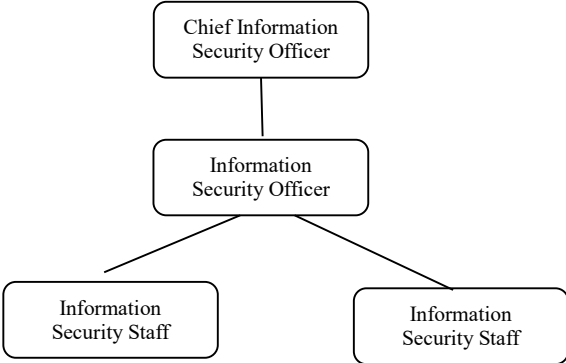 Chief Information
Security Officer
Information
Security Officer
Information
Security Staff
Information
Security Staff